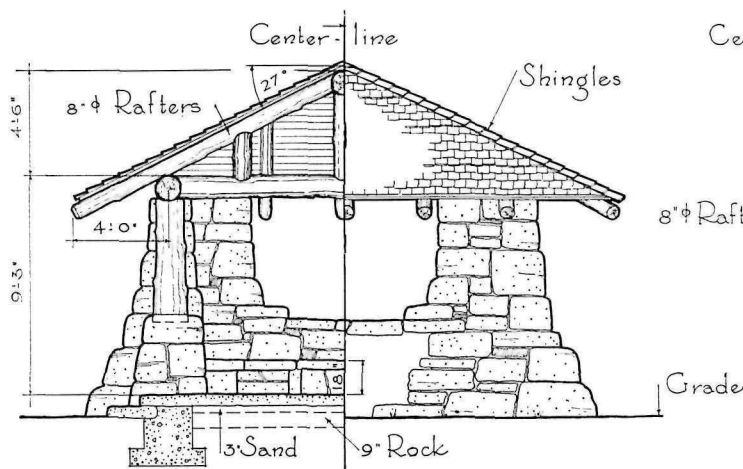 Center-line
Ce
27°
Shingles
8"ϕ Rafters
4'-6"
4'-0"
8"ϕ Raft
9'-3"
Grade
3" Sand
9" Rock